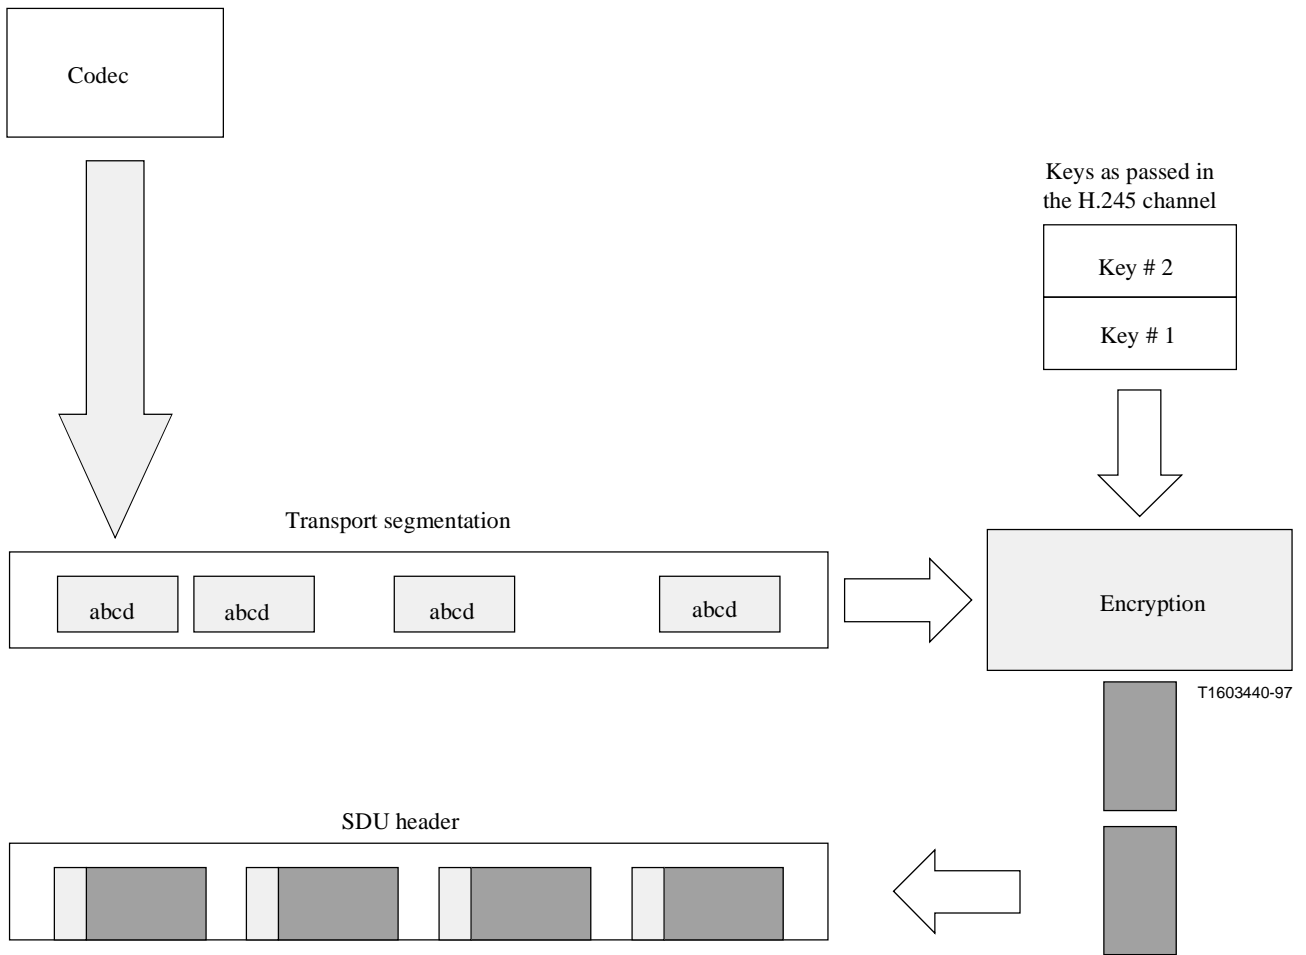 Codec
Keys as passed in
the H.245 channel
Key # 2
Key # 1
Transport segmentation
abcd
abcd
abcd
abcd
Encryption
T1603440-97
SDU header